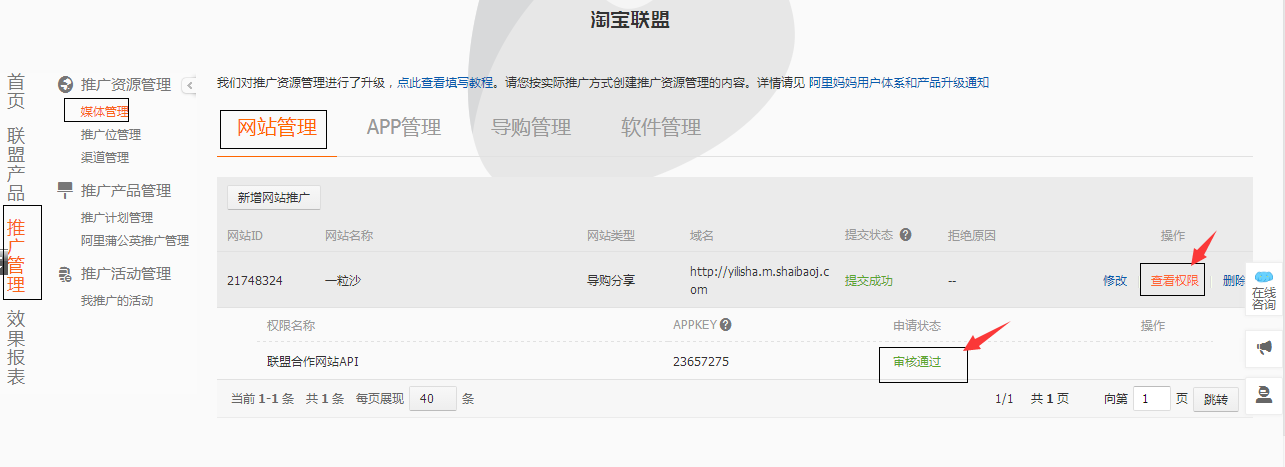 淘宝联盟
首页
联盟产品
推广管理
效果报表
推广资源管理
媒体管理
推广位管理
渠道管理
推广产品管理
推广计划管理
阿里蒲公英推广管理
推广活动管理
我推广的活动
我们对推广资源管理进行了升级，点此查看填写教程。请您按实际推广方式创建推广资源管理的内容。详情请见 阿里妈妈用户体系和产品升级通知
网站管理 APP管理 导购管理 软件管理
新增网站推广
网站ID 网站名称 网站类型 域名 提交状态 ? 拒绝原因 操作
21748324 一粒沙 导购分享 http://yilisha.m.shaibaoj.c
om 提交成功 -- 修改 查看权限 删除
权限名称 APPKEY ? 申请状态 操作
联盟合作网站API 23657275 审核通过
当前 1-1 条 共 1 条 每页展现 40 条 1/1 共 1 页 向第 1 页 跳转
在线
咨询